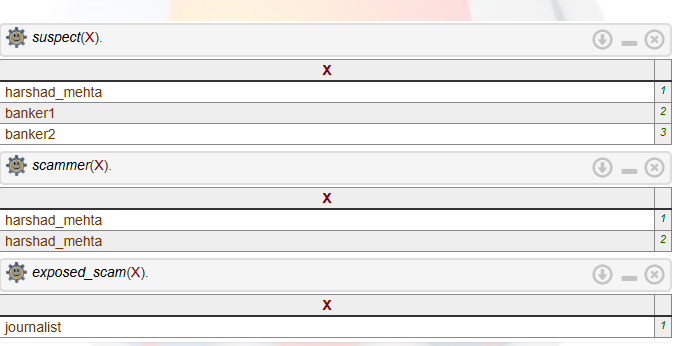 suspect(X).
X
harshad_mehta 1
banker1 2
banker2 3
scammer(X).
X
harshad_mehta 1
harshad_mehta 2
exposed_scam(X).
X
journalist 1